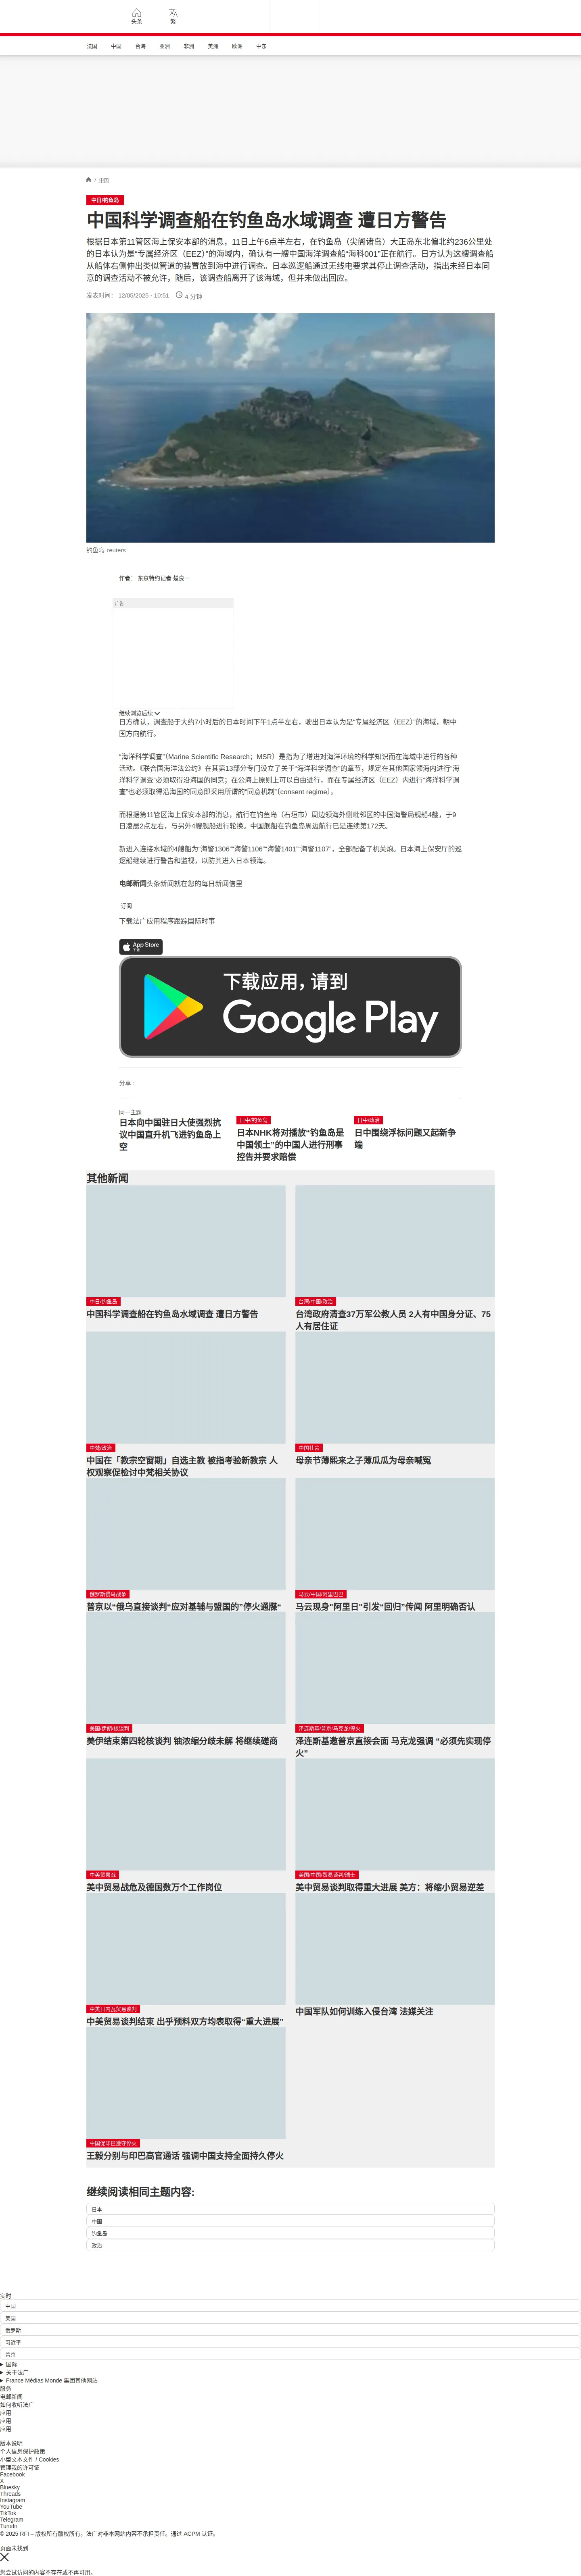 头条
繁
法国 中国 台海 亚洲 非洲 美洲 欧洲 中东
/ 中国
中日/钓鱼岛
中国科学调查船在钓鱼岛水域调查 遭日方警告
根据日本第11管区海上保安本部的消息，11日上午6点半左右，在钓鱼岛（尖阁诸岛）大正岛东北偏北约236公里处
的日本认为是“专属经济区（EEZ）”的海域内，确认有一艘中国海洋调查船“海科001”正在航行。日方认为这艘调查船
从船体右侧伸出类似管道的装置放到海中进行调查。日本巡逻船通过无线电要求其停止调查活动，指出未经日本同
意的调查活动不被允许，随后，该调查船离开了该海域，但并未做出回应。
发表时间： 12/05/2025 - 10:51 4 分钟
钓鱼岛 reuters
作者： 东京特约记者 楚良一
广告
继续浏览后续
日方确认，调查船于大约7小时后的日本时间下午1点半左右，驶出日本认为是“专属经济区（EEZ）”的海域，朝中
国方向航行。
“海洋科学调查”（Marine Scientific Research；MSR）是指为了增进对海洋环境的科学知识而在海域中进行的各种
活动。《联合国海洋法公约》在其第13部分专门设立了关于“海洋科学调查”的章节，规定在其他国家领海内进行“海
洋科学调查”必须取得沿海国的同意；在公海上原则上可以自由进行，而在专属经济区（EEZ）内进行“海洋科学调
查”也必须取得沿海国的同意即采用所谓的“同意机制”（consent regime）。
而根据第11管区海上保安本部的消息，航行在钓鱼岛（石垣市）周边领海外侧毗邻区的中国海警局舰船4艘，于9
日凌晨2点左右，与另外4艘舰船进行轮换。中国舰船在钓鱼岛周边航行已是连续第172天。
新进入连接水域的4艘船为“海警1306”“海警1106”“海警1401”“海警1107”，全部配备了机关炮。日本海上保安厅的巡
逻船继续进行警告和监视，以防其进入日本领海。
电邮新闻头条新闻就在您的每日新闻信里
订阅
下载法广应用程序跟踪国际时事
App Store
下载
下载应用，请到
Google Play
分享 :
同一主题
日本向中国驻日大使强烈抗
议中国直升机飞进钓鱼岛上
空
日中/钓鱼岛
日本NHK将对播放“钓鱼岛是
中国领土”的中国人进行刑事
控告并要求赔偿
日中/政治
日中围绕浮标问题又起新争
端
其他新闻
中日/钓鱼岛
中国科学调查船在钓鱼岛水域调查 遭日方警告
台湾/中国/政治
台湾政府清查37万军公教人员 2人有中国身分证、75
人有居住证
中梵/政治
中国在「教宗空窗期」自选主教 被指考验新教宗 人
权观察促检讨中梵相关协议
中国社会
母亲节薄熙来之子薄瓜瓜为母亲喊冤
俄罗斯侵乌战争
普京以“俄乌直接谈判”应对基辅与盟国的“停火通牒”
马云/中国/阿里巴巴
马云现身“阿里日”引发“回归”传闻 阿里明确否认
美国/伊朗/核谈判
美伊结束第四轮核谈判 铀浓缩分歧未解 将继续磋商
泽连斯基/普京/马克龙/停火
泽连斯基邀普京直接会面 马克龙强调 “必须先实现停
火”
中美贸易战
美中贸易战危及德国数万个工作岗位
美国/中国/贸易谈判/瑞士
美中贸易谈判取得重大进展 美方：将缩小贸易逆差
中美日内瓦贸易谈判
中美贸易谈判结束 出乎预料双方均表取得“重大进展”
中国军队如何训练入侵台湾 法媒关注
中国促印巴遵守停火
王毅分别与印巴高官通话 强调中国支持全面持久停火
继续阅读相同主题内容:
日本
中国
钓鱼岛
政治
实时
中国
美国
俄罗斯
习近平
普京
国际
关于法广
France Médias Monde 集团其他网站
服务
电邮新闻
如何收听法广
应用
应用
应用
版本说明
个人信息保护政策
小型文本文件 / Cookies
管理我的许可证
Facebook
X
Bluesky
Threads
Instagram
YouTube
TikTok
Telegram
TuneIn
© 2025 RFI – 版权所有版权所有。法广对非本网站内容不承担责任。通过 ACPM 认证。
页面未找到
您尝试访问的内容不存在或不再可用。